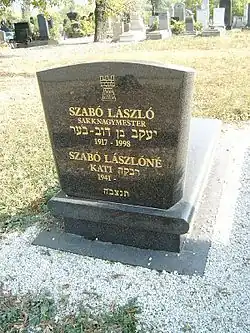 SZABÓ LÁSZLÓ
SAKKNAGYMESTER
יעקב בן דוב-בער
1917 - 1998
SZABÓ LÁSZLÓNÉ
KATI רבקה
1941 -
תנצבה